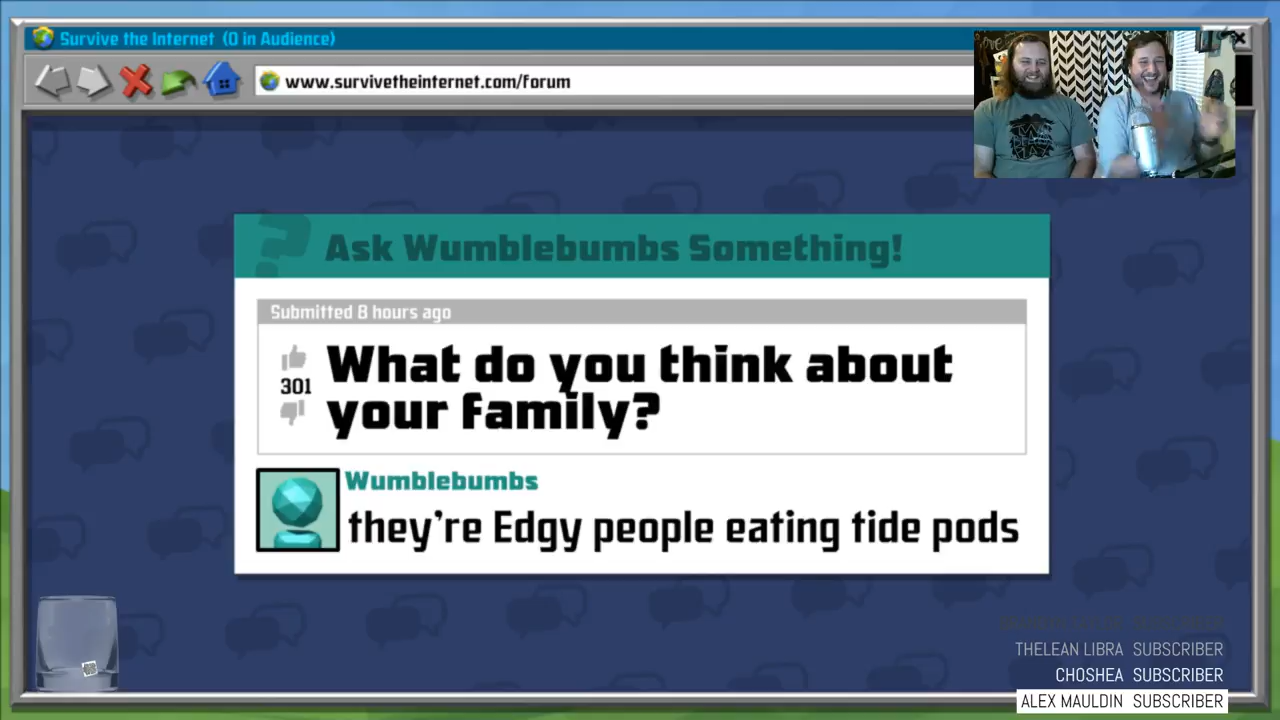 Survive the Internet (0 in Audience)
www.survivetheinternet.com/forum
Ask Wumblebumbs Something!
Submitted 8 hours ago
301
What do you think about
your family?
Wumblebumbs
they're Edgy people eating tide pods
THELEAN LIBRA SUBSCRIBER
CHOSHEA SUBSCRIBER
ALEX MAULDIN SUBSCRIBER